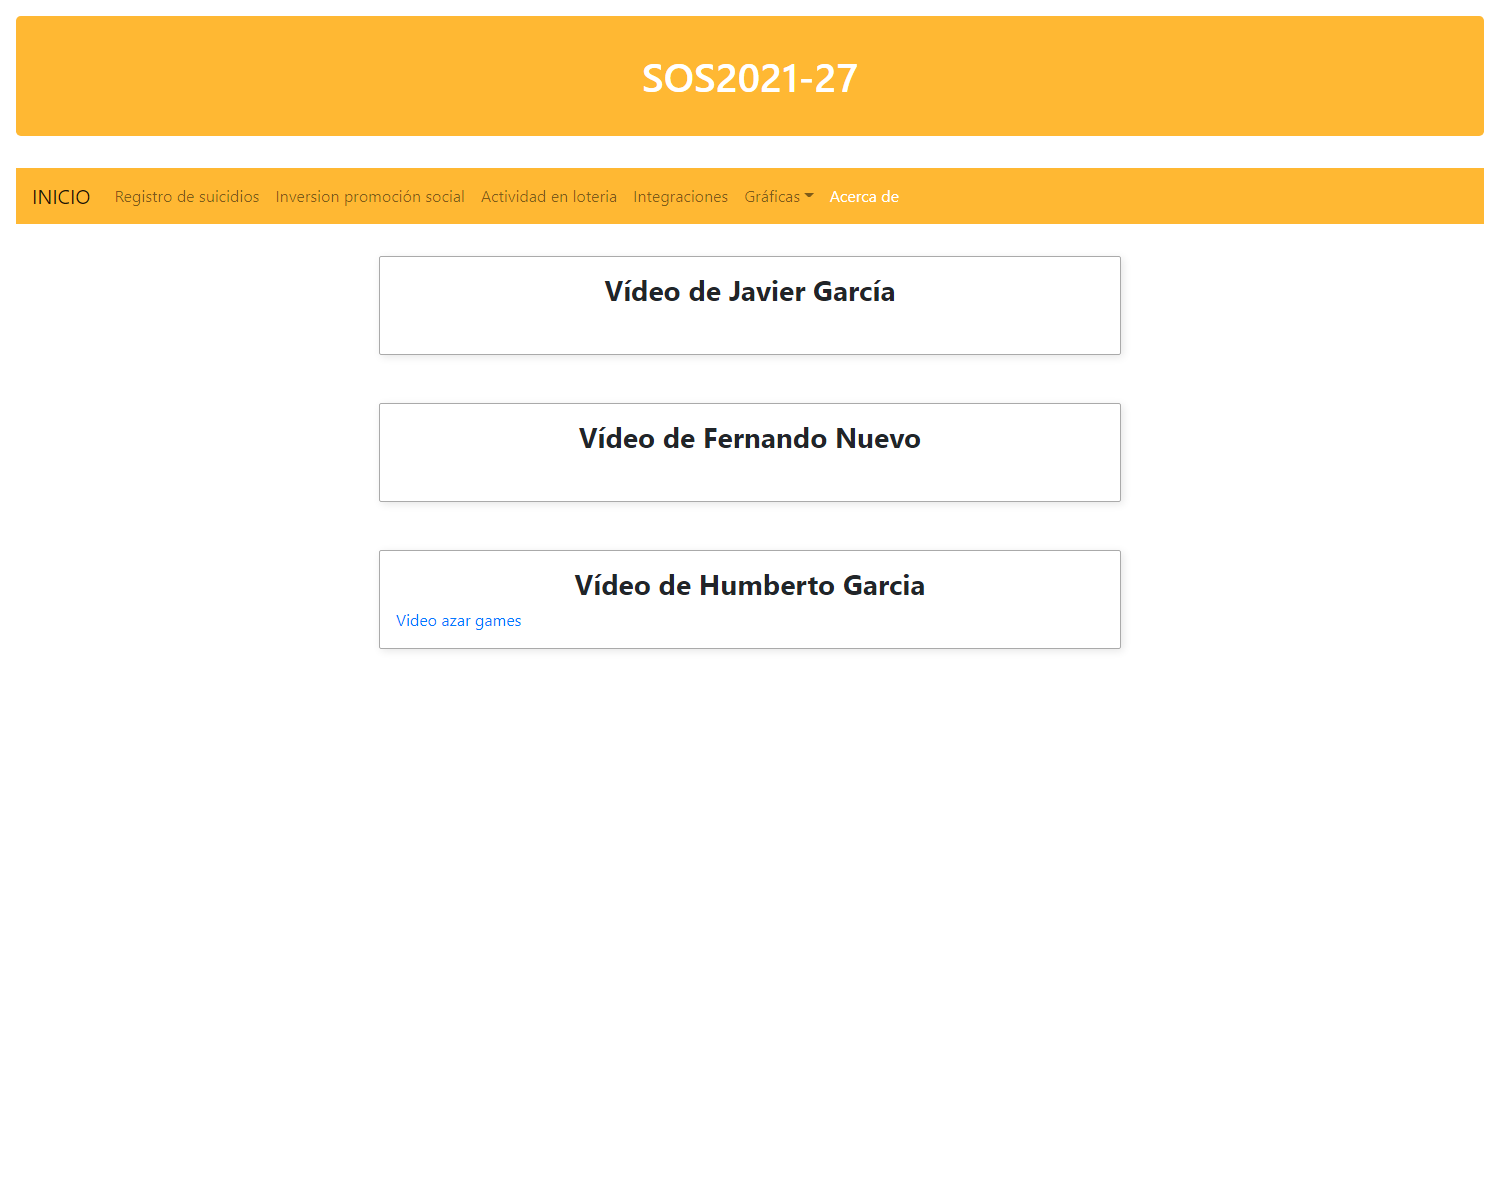 SOS2021-27
INICIO Registro de suicidios Inversion promoción social Actividad en loteria Integraciones Gráficas Acerca de
Vídeo de Javier García
Vídeo de Fernando Nuevo
Vídeo de Humberto Garcia
Video azar games